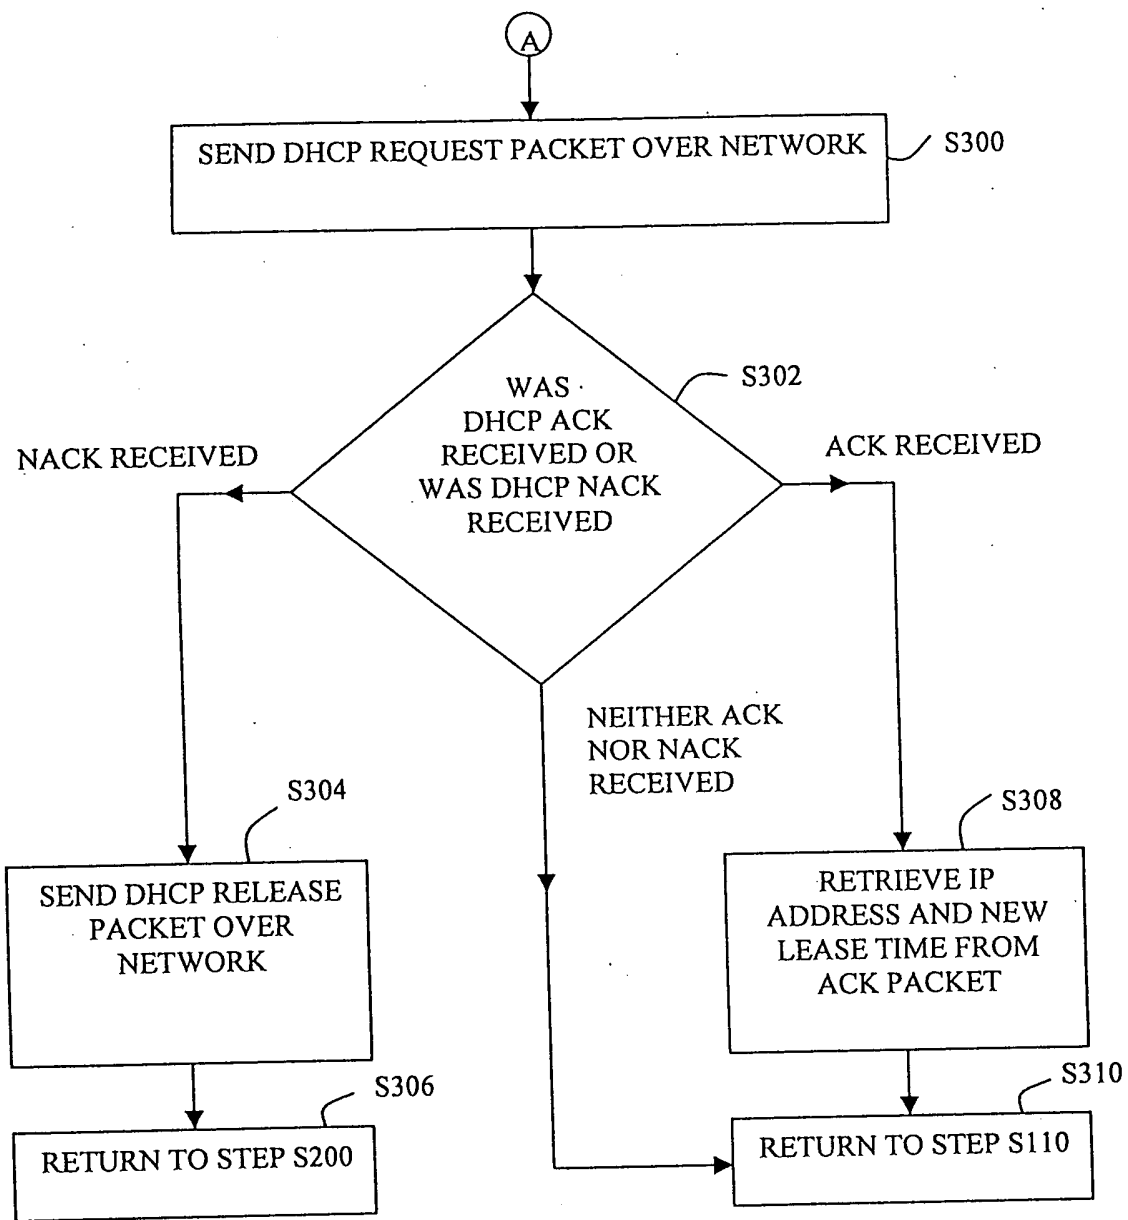 A
SEND DHCP REQUEST PACKET OVER NETWORK
S300
WAS
DHCP ACK
RECEIVED OR
WAS DHCP NACK
RECEIVED
S302
NACK RECEIVED
ACK RECEIVED
NEITHER ACK
NOR NACK
RECEIVED
S304
SEND DHCP RELEASE
PACKET OVER
NETWORK
S308
RETRIEVE IP
ADDRESS AND NEW
LEASE TIME FROM
ACK PACKET
S306
RETURN TO STEP S200
S310
RETURN TO STEP S110